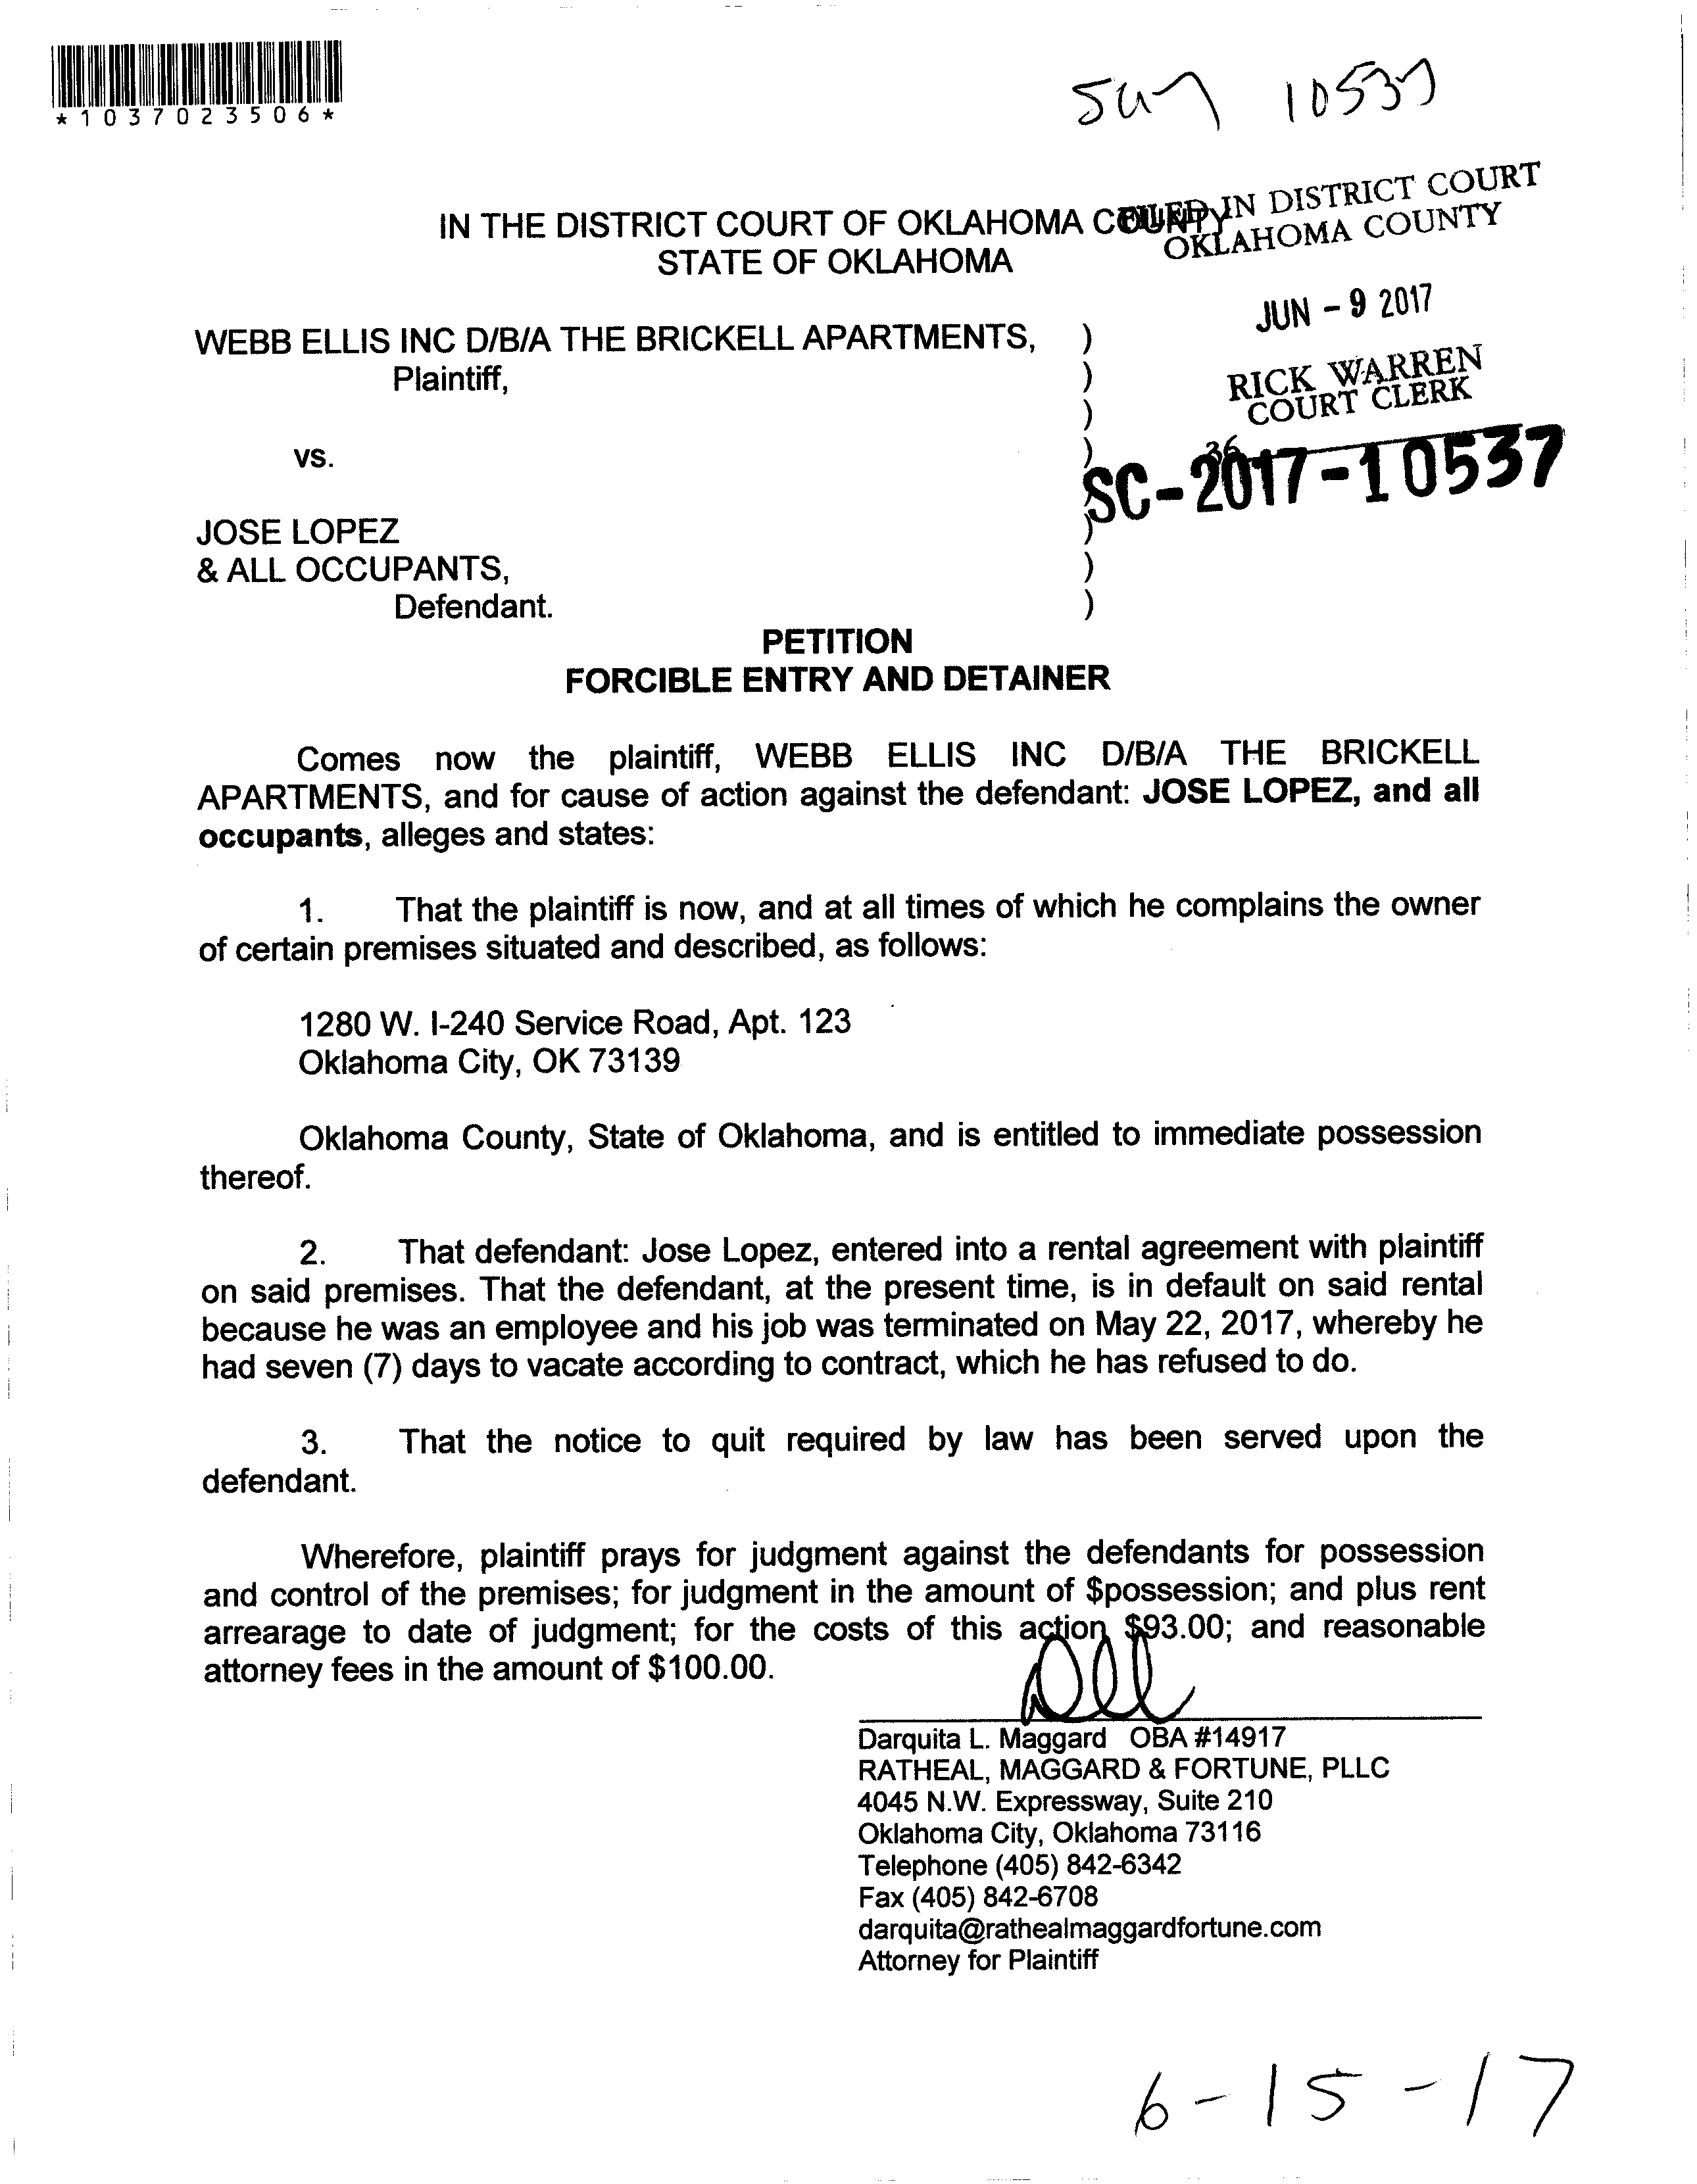 *1037023506*
10537
IN THE DISTRICT COURT OF OKLAHOMA COUNTY
STATE OF OKLAHOMA
FILED IN DISTRICT COURT
OKLAHOMA COUNTY
JUN - 9 2017
RICK WARREN
COURT CLERK
36
SC-2017-10537
WEBB ELLIS INC D/B/A THE BRICKELL APARTMENTS, )
Plaintiff, )
)
vs. )
)
JOSE LOPEZ )
& ALL OCCUPANTS, )
Defendant. )
PETITION
FORCIBLE ENTRY AND DETAINER
Comes now the plaintiff, WEBB ELLIS INC D/B/A THE BRICKELL
APARTMENTS, and for cause of action against the defendant: JOSE LOPEZ, and all
occupants, alleges and states:
1. That the plaintiff is now, and at all times of which he complains the owner
of certain premises situated and described, as follows:
1280 W. I-240 Service Road, Apt. 123
Oklahoma City, OK 73139
Oklahoma County, State of Oklahoma, and is entitled to immediate possession
thereof.
2. That defendant: Jose Lopez, entered into a rental agreement with plaintiff
on said premises. That the defendant, at the present time, is in default on said rental
because he was an employee and his job was terminated on May 22, 2017, whereby he
had seven (7) days to vacate according to contract, which he has refused to do.
3. That the notice to quit required by law has been served upon the
defendant.
Wherefore, plaintiff prays for judgment against the defendants for possession
and control of the premises; for judgment in the amount of $possession; and plus rent
arrearage to date of judgment; for the costs of this action $93.00; and reasonable
attorney fees in the amount of $100.00.
Darquita L. Maggard OBA #14917
RATHEAL, MAGGARD & FORTUNE, PLLC
4045 N.W. Expressway, Suite 210
Oklahoma City, Oklahoma 73116
Telephone (405) 842-6342
Fax (405) 842-6708
darquita@rathealmaggardfortune.com
Attorney for Plaintiff
6-15-17